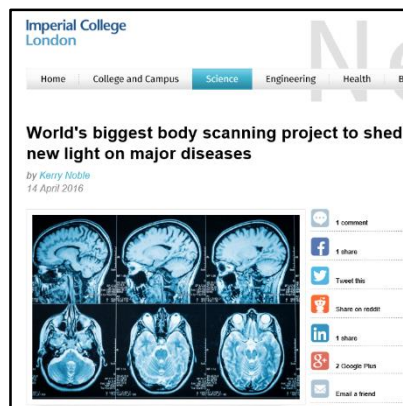 Imperial College
London
Ne
Home College and Campus Science Engineering Health B
World's biggest body scanning project to shed
new light on major diseases
by Kerry Noble
14 April 2016
1 comment
1 share
Tweet this
Share on reddit
1 share
2 Google Plus
1 Email a friend